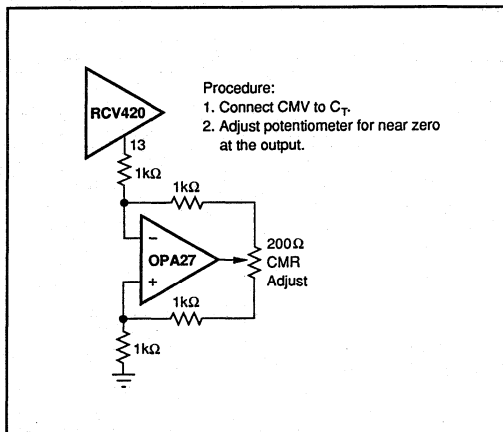 Procedure:
1. Connect CMV to C_T.
2. Adjust potentiometer for near zero
at the output.
RCV420
13
1kΩ
1kΩ
200Ω
CMR
Adjust
−
OPA27
+
1kΩ
1kΩ